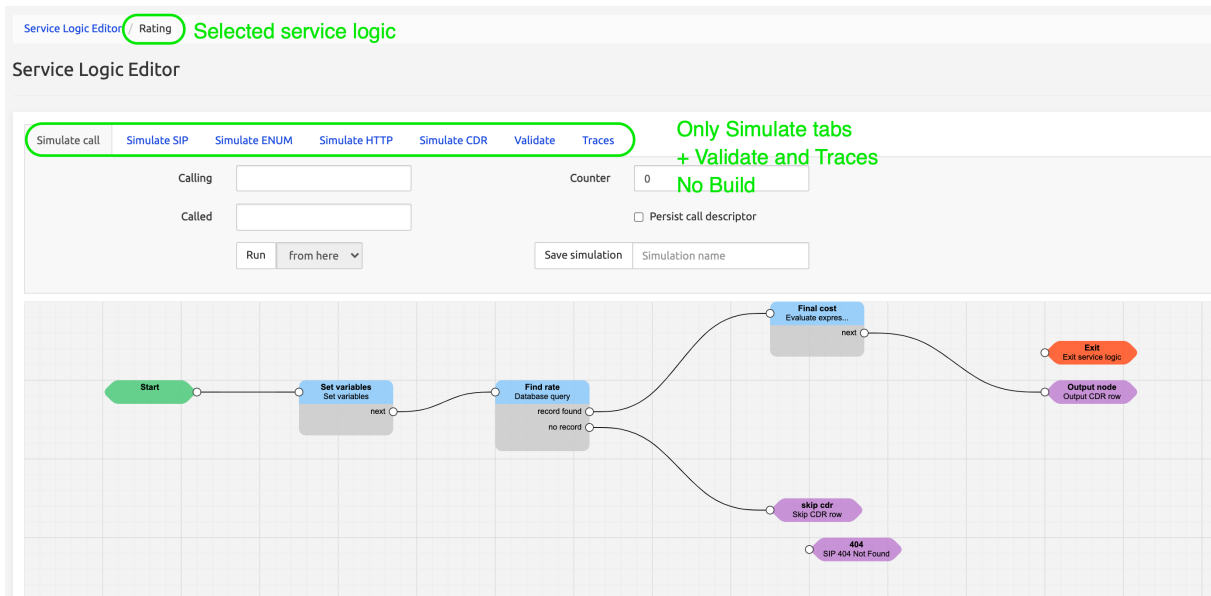 Service Logic Editor / Rating
Selected service logic
Service Logic Editor
Simulate call Simulate SIP Simulate ENUM Simulate HTTP Simulate CDR Validate Traces
Only Simulate tabs
+ Validate and Traces
No Build
Calling
Counter 0
Called
Persist call descriptor
Run from here
Save simulation Simulation name
Final cost
Evaluate expres...
next
Exit
Exit service logic
Start
Set variables
Set variables
next
Find rate
Database query
record found
no record
Output node
Output CDR row
skip cdr
Skip CDR row
404
SIP 404 Not Found